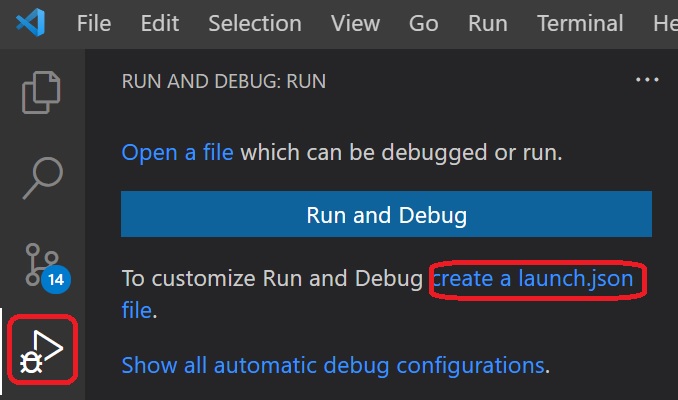 File Edit Selection View Go Run Terminal He
RUN AND DEBUG: RUN
Open a file which can be debugged or run.
Run and Debug
To customize Run and Debug create a launch.json
file.
14
Show all automatic debug configurations.